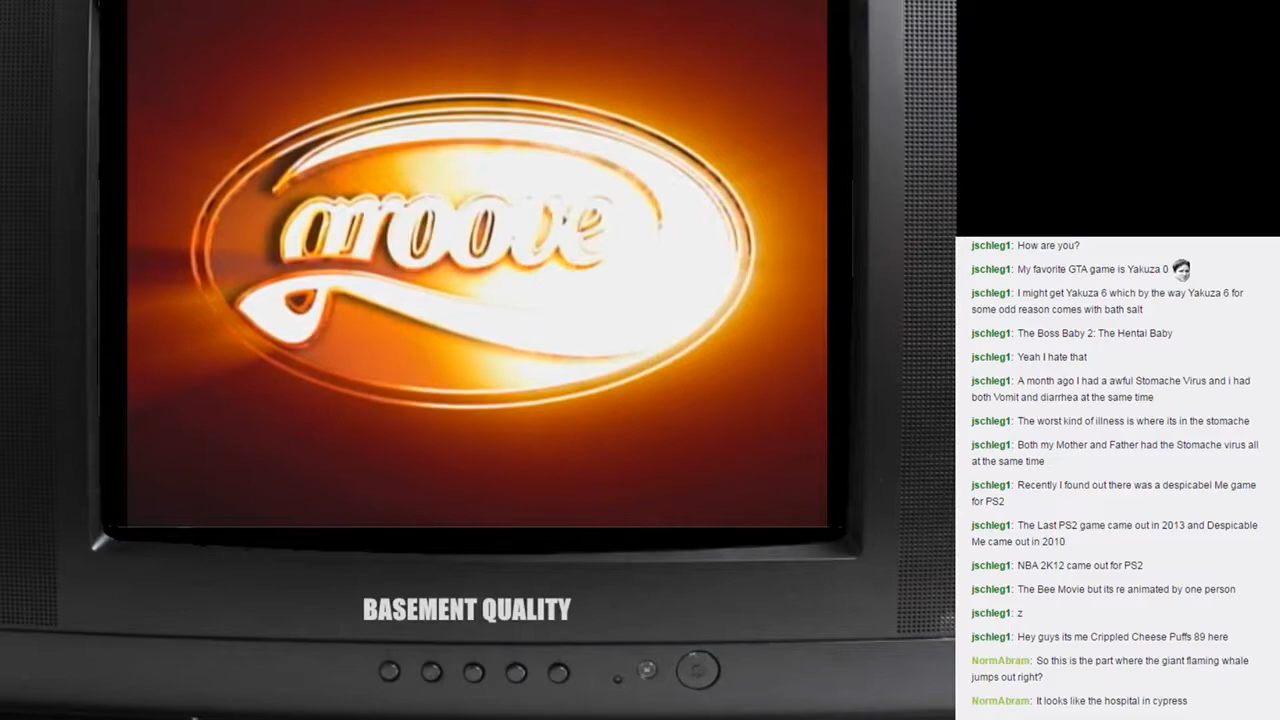 groove
BASEMENT QUALITY
jschleg1: How are you?
jschleg1: My favorite GTA game is Yakuza 0
jschleg1: I might get Yakuza 6 which by the way Yakuza 6 for
some odd reason comes with bath salt
jschleg1: The Boss Baby 2: The Hentai Baby
jschleg1: Yeah I hate that
jschleg1: A month ago I had a awful Stomache Virus and i had
both Vomit and diarrhea at the same time
jschleg1: The worst kind of illness is where its in the stomache
jschleg1: Both my Mother and Father had the Stomache virus all
at the same time
jschleg1: Recently I found out there was a despicabel Me game
for PS2
jschleg1: The Last PS2 game came out in 2013 and Despicable
Me came out in 2010
jschleg1: NBA 2K12 came out for PS2
jschleg1: The Bee Movie but its re animated by one person
jschleg1: z
jschleg1: Hey guys its me Crippled Cheese Puffs 89 here
NormAbram: So this is the part where the giant flaming whale
jumps out right?
NormAbram: It looks like the hospital in cypress